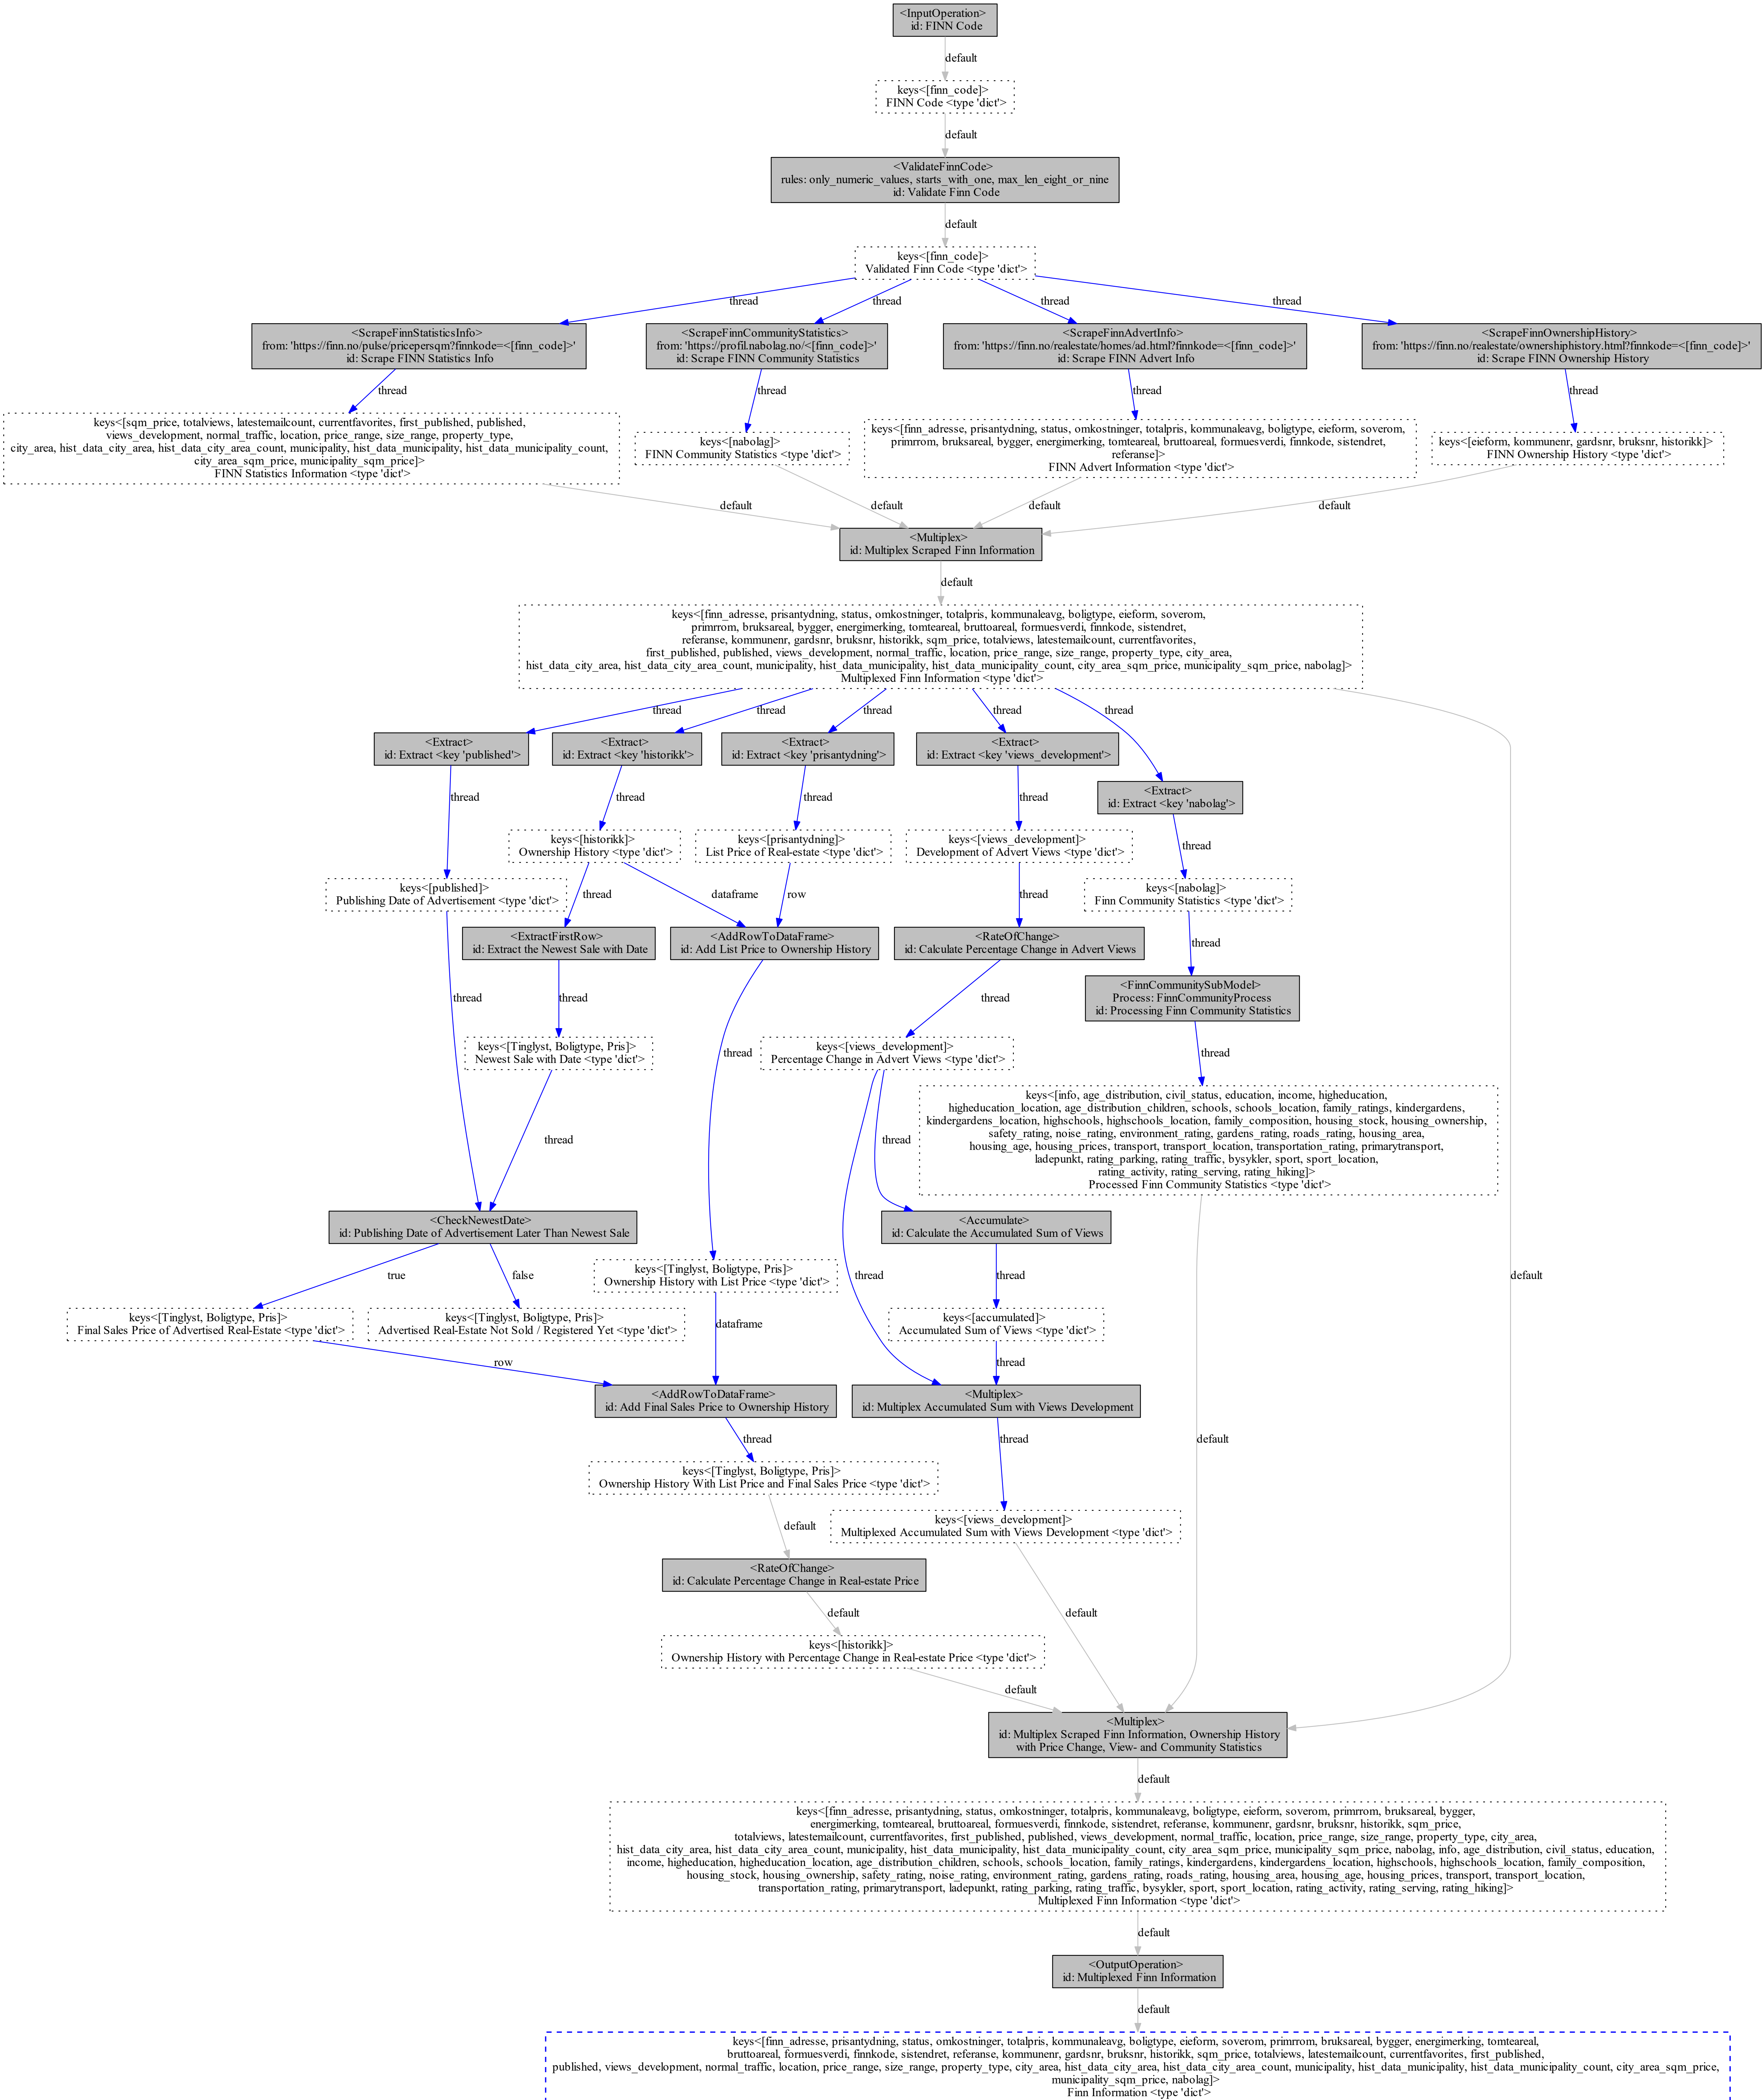 <InputOperation>
id: FINN Code
default
keys<[finn_code]>
FINN Code <type 'dict'>
default
<ValidateFinnCode>
rules: only_numeric_values, starts_with_one, max_len_eight_or_nine
id: Validate Finn Code
default
keys<[finn_code]>
Validated Finn Code <type 'dict'>
thread
thread
thread
thread
<ScrapeFinnStatisticsInfo>
from: 'https://finn.no/pulse/pricepersqm?finnkode=<[finn_code]>'
id: Scrape FINN Statistics Info
<ScrapeFinnCommunityStatistics>
from: 'https://profil.nabolag.no/<[finn_code]>'
id: Scrape FINN Community Statistics
<ScrapeFinnAdvertInfo>
from: 'https://finn.no/realestate/homes/ad.html?finnkode=<[finn_code]>'
id: Scrape FINN Advert Info
<ScrapeFinnOwnershipHistory>
from: 'https://finn.no/realestate/ownershiphistory.html?finnkode=<[finn_code]>'
id: Scrape FINN Ownership History
thread
thread
thread
thread
keys<[sqm_price, totalviews, latestemailcount, currentfavorites, first_published, published,
views_development, normal_traffic, location, price_range, size_range, property_type,
city_area, hist_data_city_area, hist_data_city_area_count, municipality, hist_data_municipality, hist_data_municipality_count,
city_area_sqm_price, municipality_sqm_price]>
FINN Statistics Information <type 'dict'>
keys<[nabolag]>
FINN Community Statistics <type 'dict'>
keys<[finn_adresse, prisantydning, status, omkostninger, totalpris, kommunaleavg, boligtype, eieform, soverom,
primrrom, bruksareal, bygger, energimerking, tomteareal, bruttoareal, formuesverdi, finnkode, sistendret,
referanse]>
FINN Advert Information <type 'dict'>
keys<[eieform, kommunenr, gardsnr, bruksnr, historikk]>
FINN Ownership History <type 'dict'>
default
default
default
default
<Multiplex>
id: Multiplex Scraped Finn Information
default
keys<[finn_adresse, prisantydning, status, omkostninger, totalpris, kommunaleavg, boligtype, eieform, soverom,
primrrom, bruksareal, bygger, energimerking, tomteareal, bruttoareal, formuesverdi, finnkode, sistendret,
referanse, kommunenr, gardsnr, bruksnr, historikk, sqm_price, totalviews, latestemailcount, currentfavorites,
first_published, published, views_development, normal_traffic, location, price_range, size_range, property_type, city_area,
hist_data_city_area, hist_data_city_area_count, municipality, hist_data_municipality, hist_data_municipality_count, city_area_sqm_price, municipality_sqm_price, nabolag]>
Multiplexed Finn Information <type 'dict'>
thread
thread
thread
thread
thread
<Extract>
id: Extract <key 'published'>
<Extract>
id: Extract <key 'historikk'>
<Extract>
id: Extract <key 'prisantydning'>
<Extract>
id: Extract <key 'views_development'>
<Extract>
id: Extract <key 'nabolag'>
thread
thread
thread
thread
keys<[historikk]>
Ownership History <type 'dict'>
keys<[prisantydning]>
List Price of Real-estate <type 'dict'>
keys<[views_development]>
Development of Advert Views <type 'dict'>
thread
keys<[published]>
Publishing Date of Advertisement <type 'dict'>
thread
dataframe
row
thread
keys<[nabolag]>
Finn Community Statistics <type 'dict'>
<ExtractFirstRow>
id: Extract the Newest Sale with Date
<AddRowToDataFrame>
id: Add List Price to Ownership History
<RateOfChange>
id: Calculate Percentage Change in Advert Views
thread
thread
thread
thread
<FinnCommunitySubModel>
Process: FinnCommunityProcess
id: Processing Finn Community Statistics
keys<[Tinglyst, Boligtype, Pris]>
Newest Sale with Date <type 'dict'>
thread
keys<[views_development]>
Percentage Change in Advert Views <type 'dict'>
thread
keys<[info, age_distribution, civil_status, education, income, higheducation,
higheducation_location, age_distribution_children, schools, schools_location, family_ratings, kindergardens,
kindergardens_location, highschools, highschools_location, family_composition, housing_stock, housing_ownership,
safety_rating, noise_rating, environment_rating, gardens_rating, roads_rating, housing_area,
housing_age, housing_prices, transport, transport_location, transportation_rating, primarytransport,
ladepunkt, rating_parking, rating_traffic, bysykler, sport, sport_location,
rating_activity, rating_serving, rating_hiking]>
Processed Finn Community Statistics <type 'dict'>
thread
thread
<CheckNewestDate>
id: Publishing Date of Advertisement Later Than Newest Sale
<Accumulate>
id: Calculate the Accumulated Sum of Views
true
false
keys<[Tinglyst, Boligtype, Pris]>
Ownership History with List Price <type 'dict'>
thread
thread
default
keys<[Tinglyst, Boligtype, Pris]>
Final Sales Price of Advertised Real-Estate <type 'dict'>
keys<[Tinglyst, Boligtype, Pris]>
Advertised Real-Estate Not Sold / Registered Yet <type 'dict'>
dataframe
keys<[accumulated]>
Accumulated Sum of Views <type 'dict'>
row
thread
<AddRowToDataFrame>
id: Add Final Sales Price to Ownership History
<Multiplex>
id: Multiplex Accumulated Sum with Views Development
thread
thread
default
keys<[Tinglyst, Boligtype, Pris]>
Ownership History With List Price and Final Sales Price <type 'dict'>
default
keys<[views_development]>
Multiplexed Accumulated Sum with Views Development <type 'dict'>
<RateOfChange>
id: Calculate Percentage Change in Real-estate Price
default
default
keys<[historikk]>
Ownership History with Percentage Change in Real-estate Price <type 'dict'>
default
<Multiplex>
id: Multiplex Scraped Finn Information, Ownership History
with Price Change, View- and Community Statistics
default
keys<[finn_adresse, prisantydning, status, omkostninger, totalpris, kommunaleavg, boligtype, eieform, soverom, primrrom, bruksareal, bygger,
energimerking, tomteareal, bruttoareal, formuesverdi, finnkode, sistendret, referanse, kommunenr, gardsnr, bruksnr, historikk, sqm_price,
totalviews, latestemailcount, currentfavorites, first_published, published, views_development, normal_traffic, location, price_range, size_range, property_type, city_area,
hist_data_city_area, hist_data_city_area_count, municipality, hist_data_municipality, hist_data_municipality_count, city_area_sqm_price, municipality_sqm_price, nabolag, info, age_distribution, civil_status, education,
income, higheducation, higheducation_location, age_distribution_children, schools, schools_location, family_ratings, kindergardens, kindergardens_location, highschools, highschools_location, family_composition,
housing_stock, housing_ownership, safety_rating, noise_rating, environment_rating, gardens_rating, roads_rating, housing_area, housing_age, housing_prices, transport, transport_location,
transportation_rating, primarytransport, ladepunkt, rating_parking, rating_traffic, bysykler, sport, sport_location, rating_activity, rating_serving, rating_hiking]>
Multiplexed Finn Information <type 'dict'>
default
<OutputOperation>
id: Multiplexed Finn Information
default
keys<[finn_adresse, prisantydning, status, omkostninger, totalpris, kommunaleavg, boligtype, eieform, soverom, primrrom, bruksareal, bygger, energimerking, tomteareal,
bruttoareal, formuesverdi, finnkode, sistendret, referanse, kommunenr, gardsnr, bruksnr, historikk, sqm_price, totalviews, latestemailcount, currentfavorites, first_published,
published, views_development, normal_traffic, location, price_range, size_range, property_type, city_area, hist_data_city_area, hist_data_city_area_count, municipality, hist_data_municipality, hist_data_municipality_count, city_area_sqm_price,
municipality_sqm_price, nabolag]>
Finn Information <type 'dict'>